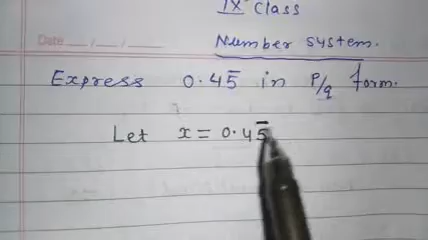 IX Class
Date
Number system.
Express 0.45̅ in P/q form.
Let x = 0.45̅